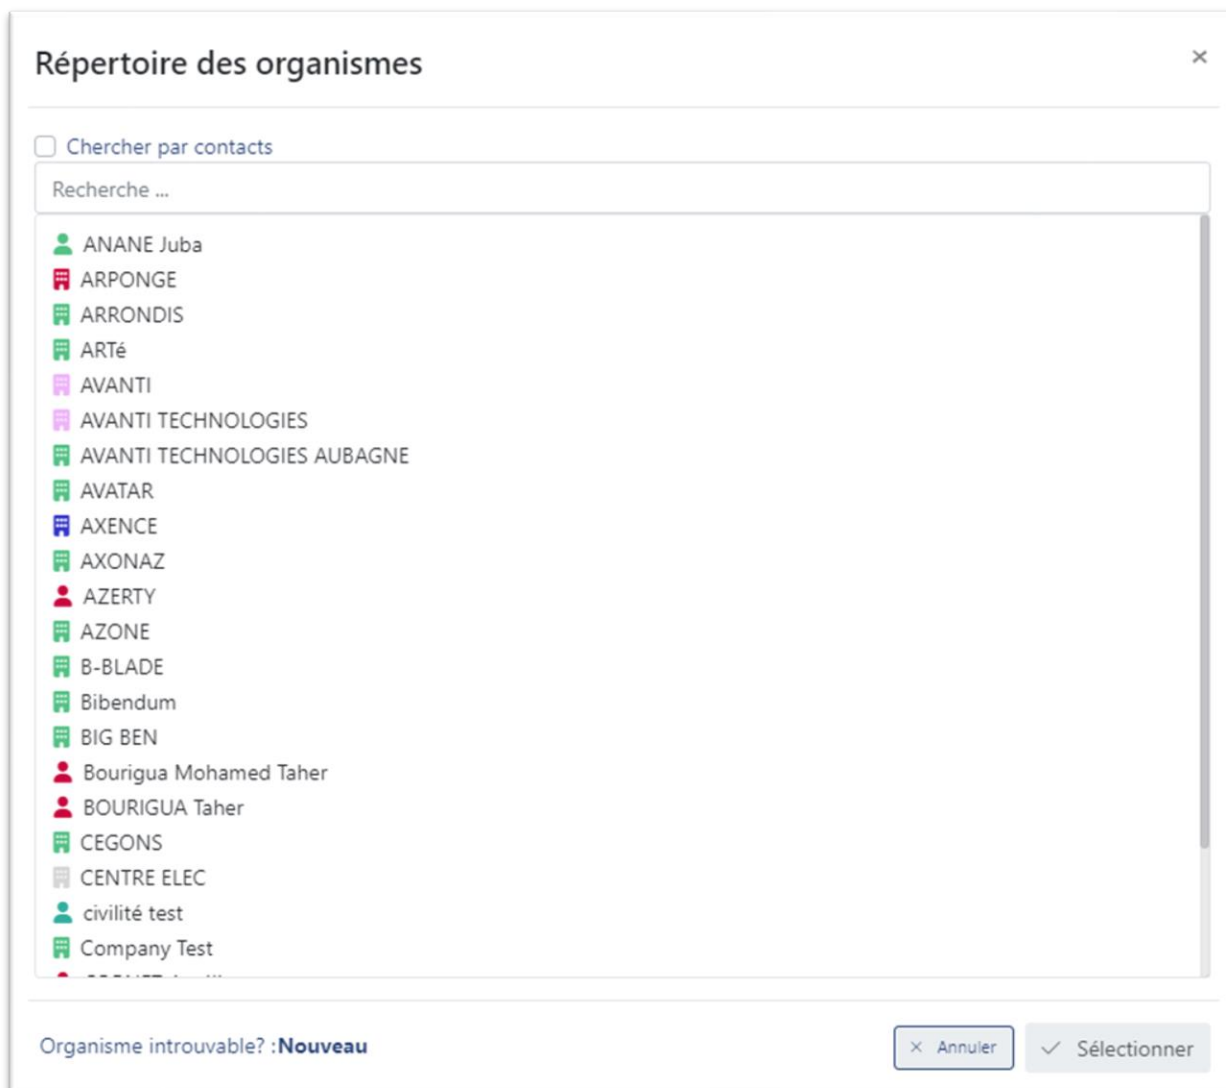 Répertoire des organismes
Chercher par contacts
Recherche ...
ANANE Juba
ARPONGE
ARRONDIS
ARTé
AVANTI
AVANTI TECHNOLOGIES
AVANTI TECHNOLOGIES AUBAGNE
AVATAR
AXENCE
AXONAZ
AZERTY
AZONE
B-BLADE
Bibendum
BIG BEN
Bourigua Mohamed Taher
BOURIGUA Taher
CEGONS
CENTRE ELEC
civilité test
Company Test
Organisme introuvable? :Nouveau
Annuler
Sélectionner